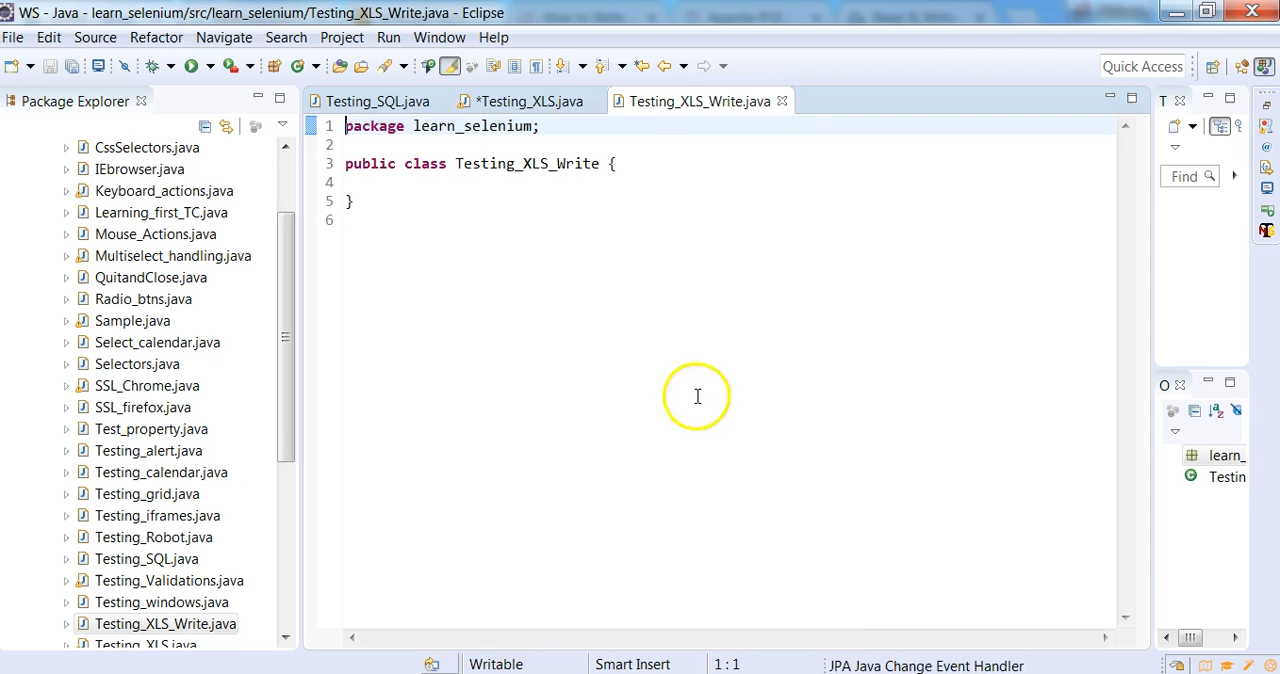 WS - Java - learn_selenium/src/learn_selenium/Testing_XLS_Write.java - Eclipse
File Edit Source Refactor Navigate Search Project Run Window Help
Quick Access
Package Explorer
Testing_SQL.java *Testing_XLS.java Testing_XLS_Write.java
T
CssSelectors.java
IEbrowser.java
Keyboard_actions.java
Learning_first_TC.java
Mouse_Actions.java
Multiselect_handling.java
QuitandClose.java
Radio_btns.java
Sample.java
Select_calendar.java
Selectors.java
SSL_Chrome.java
SSL_firefox.java
Test_property.java
Testing_alert.java
Testing_calendar.java
Testing_grid.java
Testing_iframes.java
Testing_Robot.java
Testing_SQL.java
Testing_Validations.java
Testing_windows.java
Testing_XLS_Write.java
Testing_XLS.java
1 package learn_selenium;
2
3 public class Testing_XLS_Write {
4
5 }
6
Find
O
learn_
Testin
Writable Smart Insert 1 : 1 JPA Java Change Event Handler